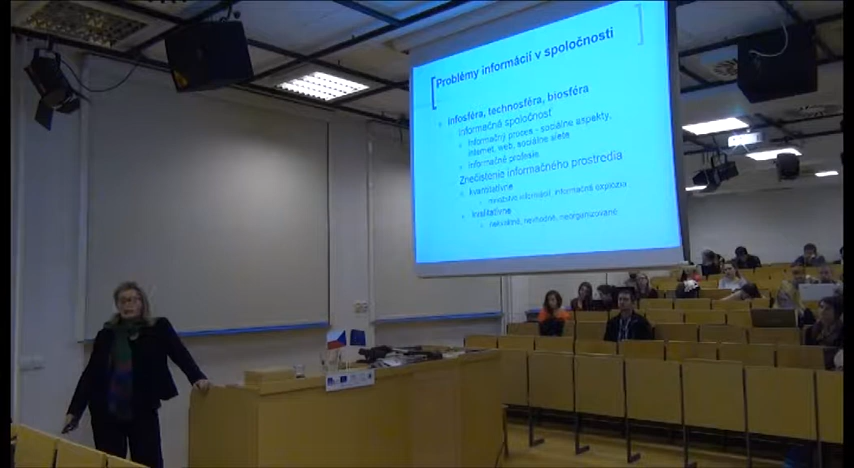 Problémy informácií v spoločnosti
Infosféra, technosféra, biosféra
Informačná spoločnosť
Informačný proces - sociálne aspekty,
internet, web, sociálne siete
Informačné profesie
Znečistenie informačného prostredia
kvantitatívne
množstvo informácií, informačná explózia
kvalitatívne
nekvalitné, nevhodné, neorganizované